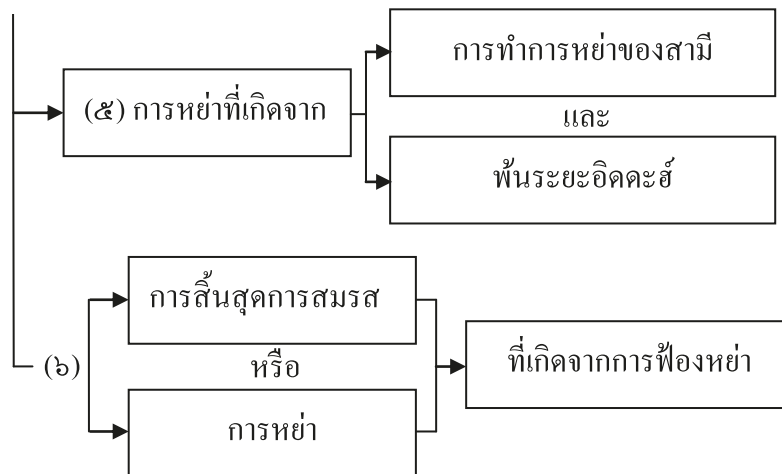 การทำการหย่าของสามี
(๕) การหย่าที่เกิดจาก
และ
พ้นระยะอิดดะฮ์
การสิ้นสุดการสมรส
(๖)
หรือ
ที่เกิดจากการฟ้องหย่า
การหย่า